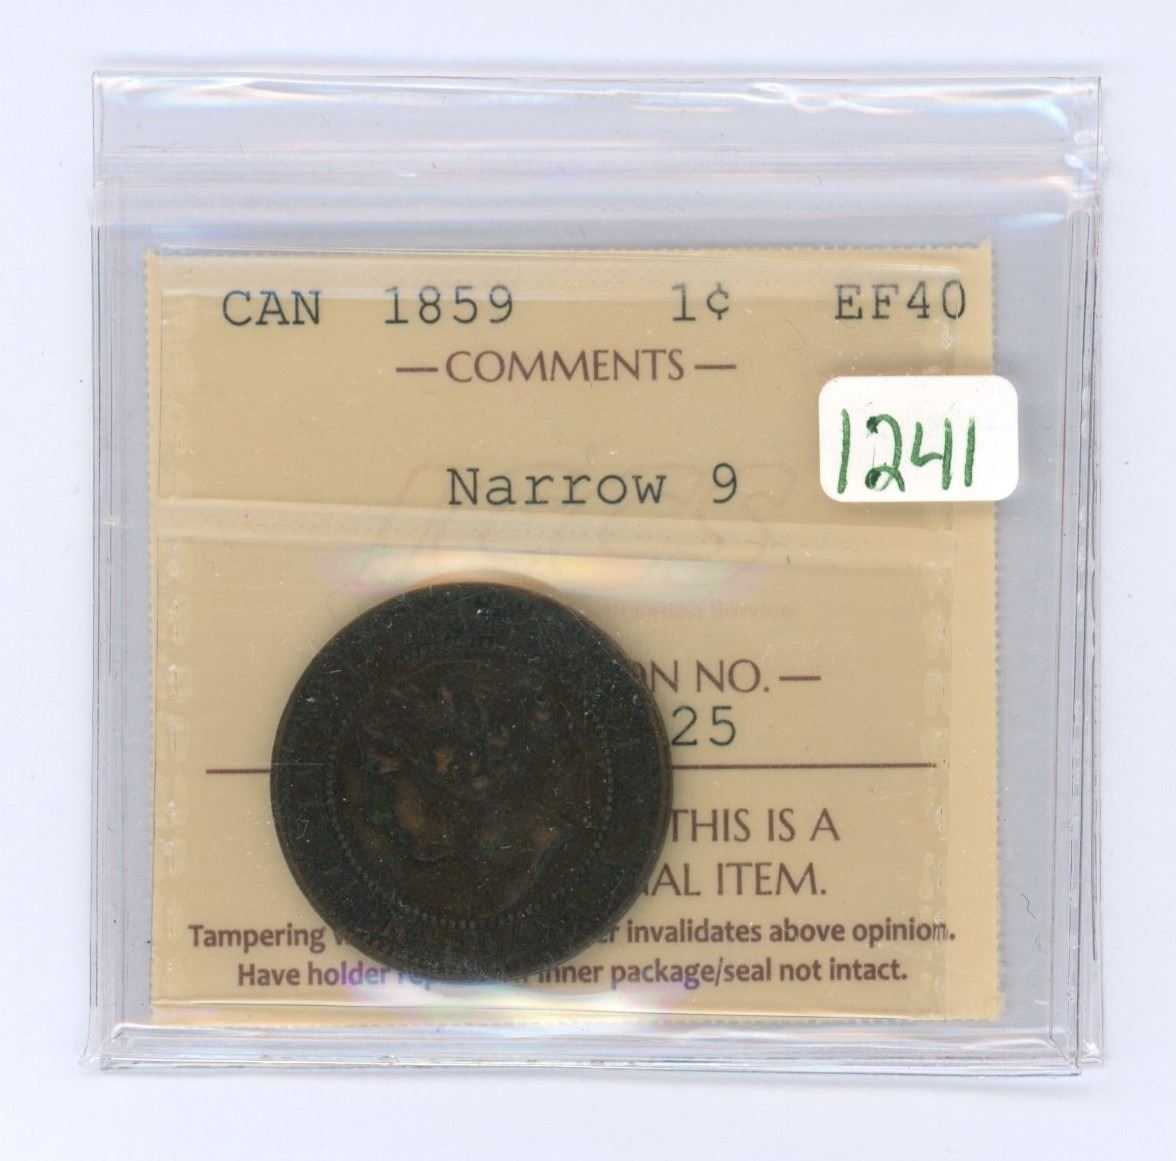 CAN 1859 1¢ EF40
— COMMENTS —
1241
Narrow 9
ON NO. —
25
THIS IS A
AL ITEM.
Tampering w er invalidates above opinion.
Have holder inner package/seal not intact.